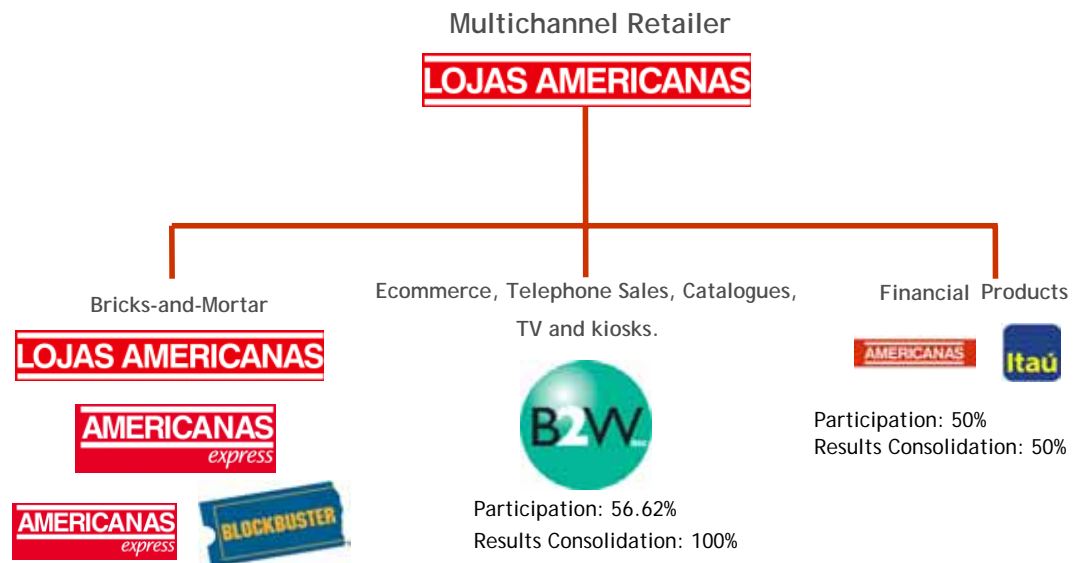 Multichannel Retailer
LOJAS AMERICANAS
Bricks-and-Mortar
LOJAS AMERICANAS
AMERICANAS
express
AMERICANAS
express
BLOCKBUSTER
Ecommerce, Telephone Sales, Catalogues,
TV and kiosks.
B2W
Participation: 56.62%
Results Consolidation: 100%
Financial Products
AMERICANAS
Itaú
Participation: 50%
Results Consolidation: 50%